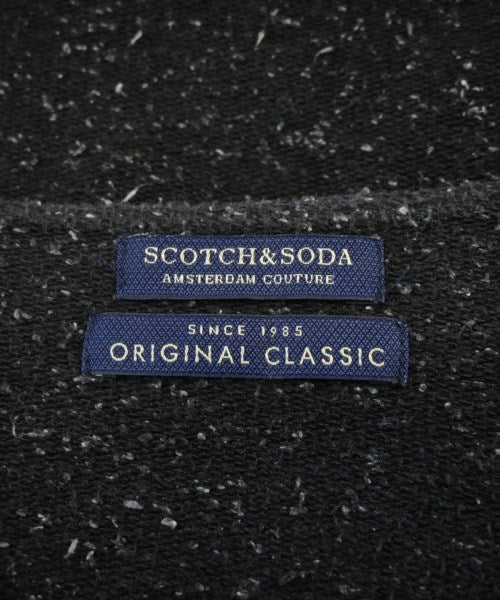 SCOTCH&SODA
AMSTERDAM COUTURE
SINCE 1985
ORIGINAL CLASSIC